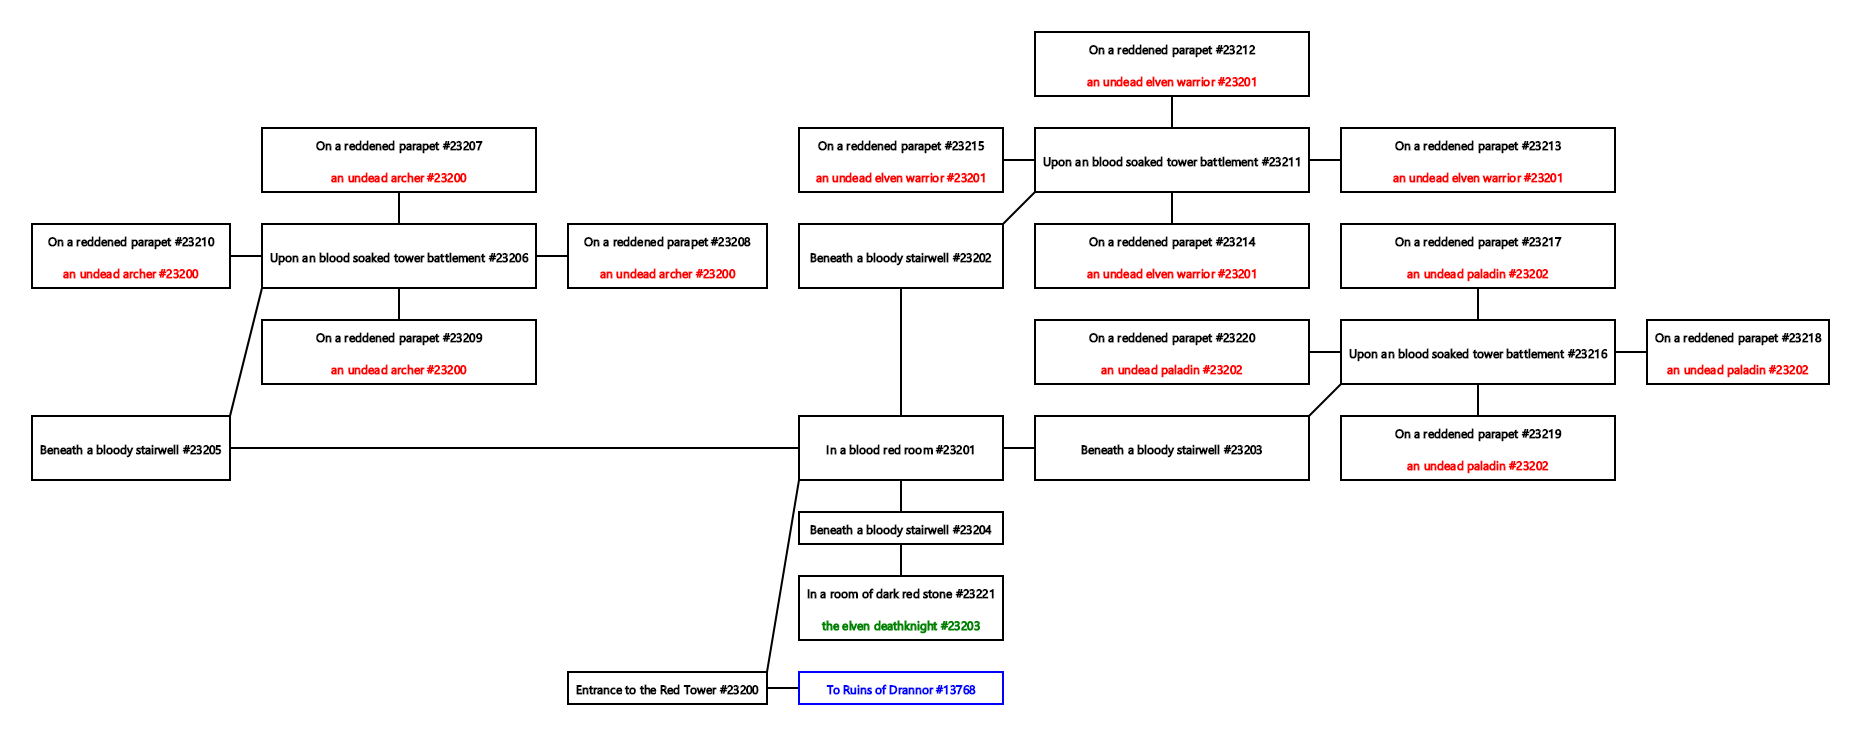 On a reddened parapet #23212
an undead elven warrior #23201
On a reddened parapet #23207
an undead archer #23200
On a reddened parapet #23215
an undead elven warrior #23201
Upon an blood soaked tower battlement #23211
On a reddened parapet #23213
an undead elven warrior #23201
On a reddened parapet #23210
an undead archer #23200
Upon an blood soaked tower battlement #23206
On a reddened parapet #23208
an undead archer #23200
Beneath a bloody stairwell #23202
On a reddened parapet #23214
an undead elven warrior #23201
On a reddened parapet #23217
an undead paladin #23202
On a reddened parapet #23209
an undead archer #23200
On a reddened parapet #23220
an undead paladin #23202
Upon an blood soaked tower battlement #23216
On a reddened parapet #23218
an undead paladin #23202
Beneath a bloody stairwell #23205
In a blood red room #23201
Beneath a bloody stairwell #23203
On a reddened parapet #23219
an undead paladin #23202
Beneath a bloody stairwell #23204
In a room of dark red stone #23221
the elven deathknight #23203
Entrance to the Red Tower #23200
To Ruins of Drannor #13768